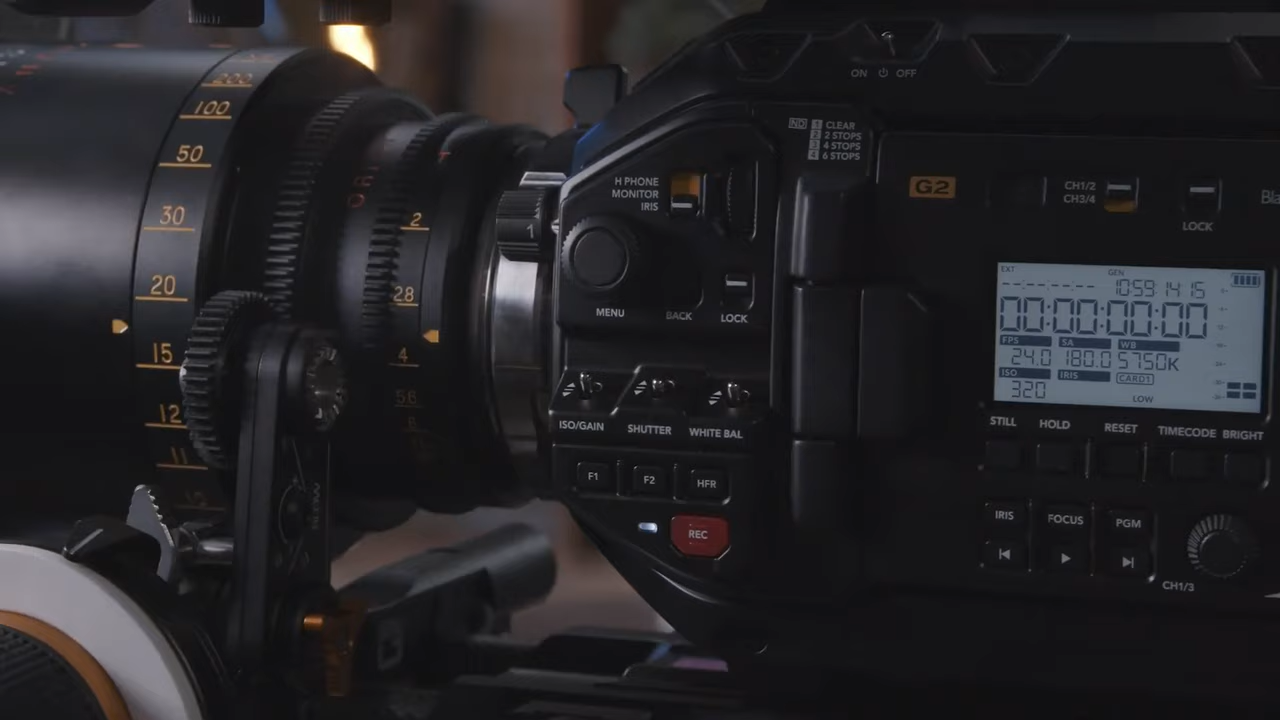 200
100
50
30
20
15
12
11
2
28
4
56
8
1
ON OFF
ND 1 CLEAR
2 2 STOPS
3 4 STOPS
4 6 STOPS
H PHONE
MONITOR
IRIS
MENU
BACK
LOCK
ISO/GAIN
SHUTTER
WHITE BAL
F1
F2
HFR
REC
G2
CH1/2
CH3/4
LOCK
EXT
GEN
10:59:14:15
00:00:00:00
FPS SA WB
24.0 180.0 5750K
ISO IRIS CARD1
320
LOW
STILL HOLD RESET TIMECODE BRIGHT
IRIS FOCUS PGM
CH1/3